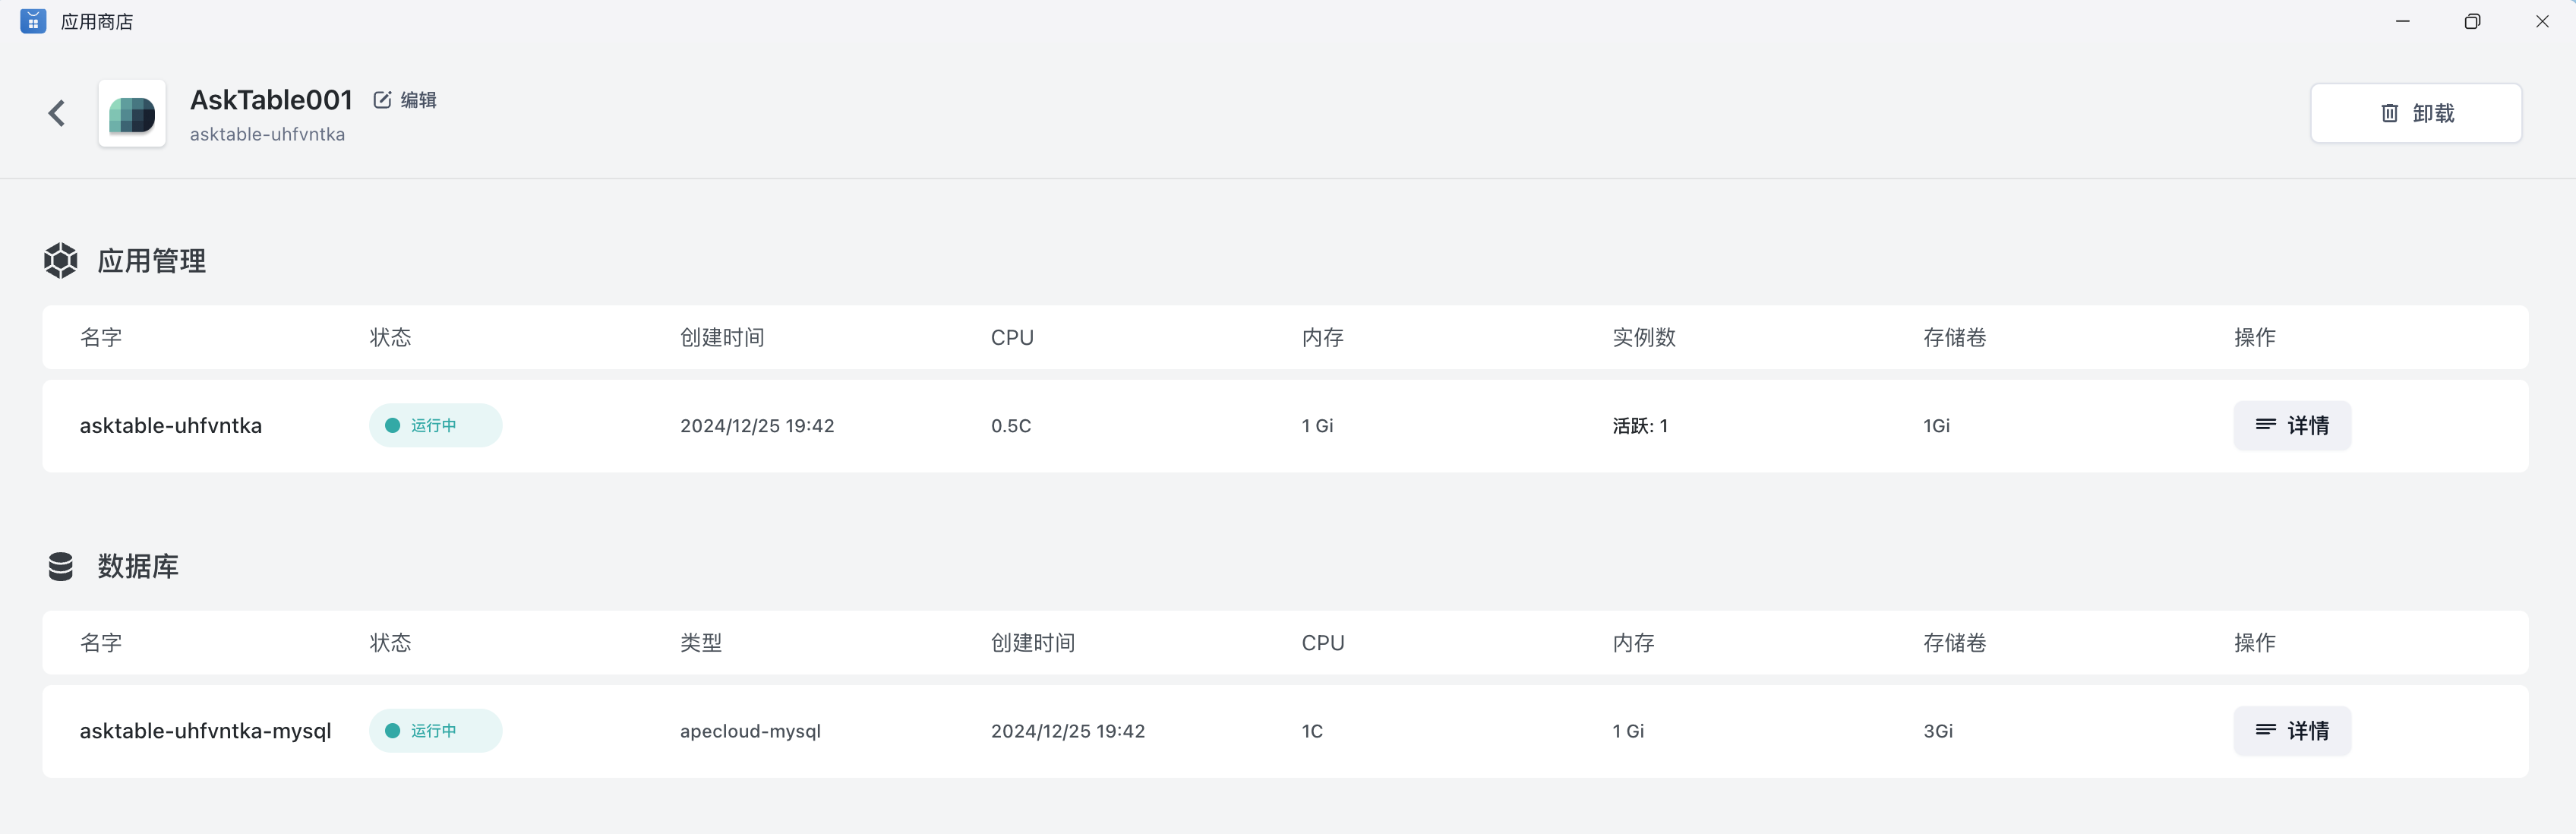 应用商店
AskTable001 编辑
asktable-uhfvntka
卸载
应用管理
名字 状态 创建时间 CPU 内存 实例数 存储卷 操作
asktable-uhfvntka 运行中 2024/12/25 19:42 0.5C 1 Gi 活跃: 1 1Gi 详情
数据库
名字 状态 类型 创建时间 CPU 内存 存储卷 操作
asktable-uhfvntka-mysql 运行中 apecloud-mysql 2024/12/25 19:42 1C 1 Gi 3Gi 详情